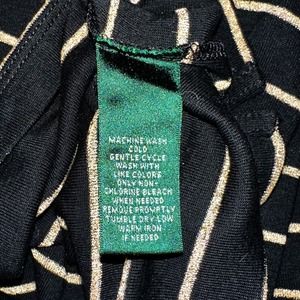 MACHINE WASH
COLD
GENTLE CYCLE
WASH WITH
LIKE COLORS
ONLY NON-
CHLORINE BLEACH
WHEN NEEDED
REMOVE PROMPTLY
TUMBLE DRY LOW
WARM IRON
IF NEEDED